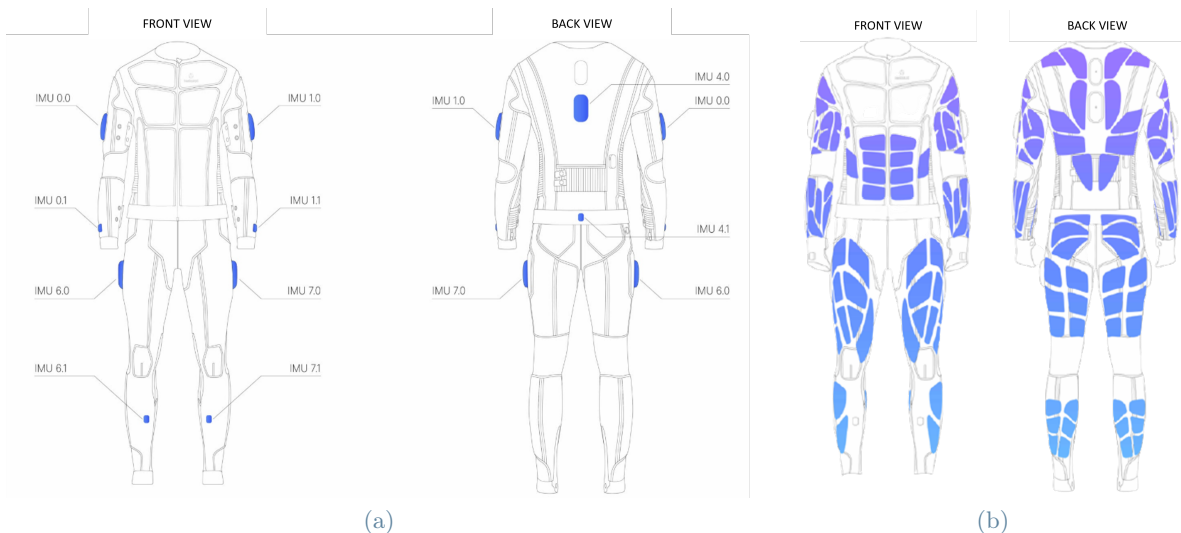 FRONT VIEW
BACK VIEW
FRONT VIEW
BACK VIEW
IMU 0.0
IMU 1.0
IMU 0.1
IMU 1.1
IMU 6.0
IMU 7.0
IMU 6.1
IMU 7.1
IMU 4.0
IMU 1.0
IMU 0.0
IMU 4.1
IMU 7.0
IMU 6.0
(a)
(b)